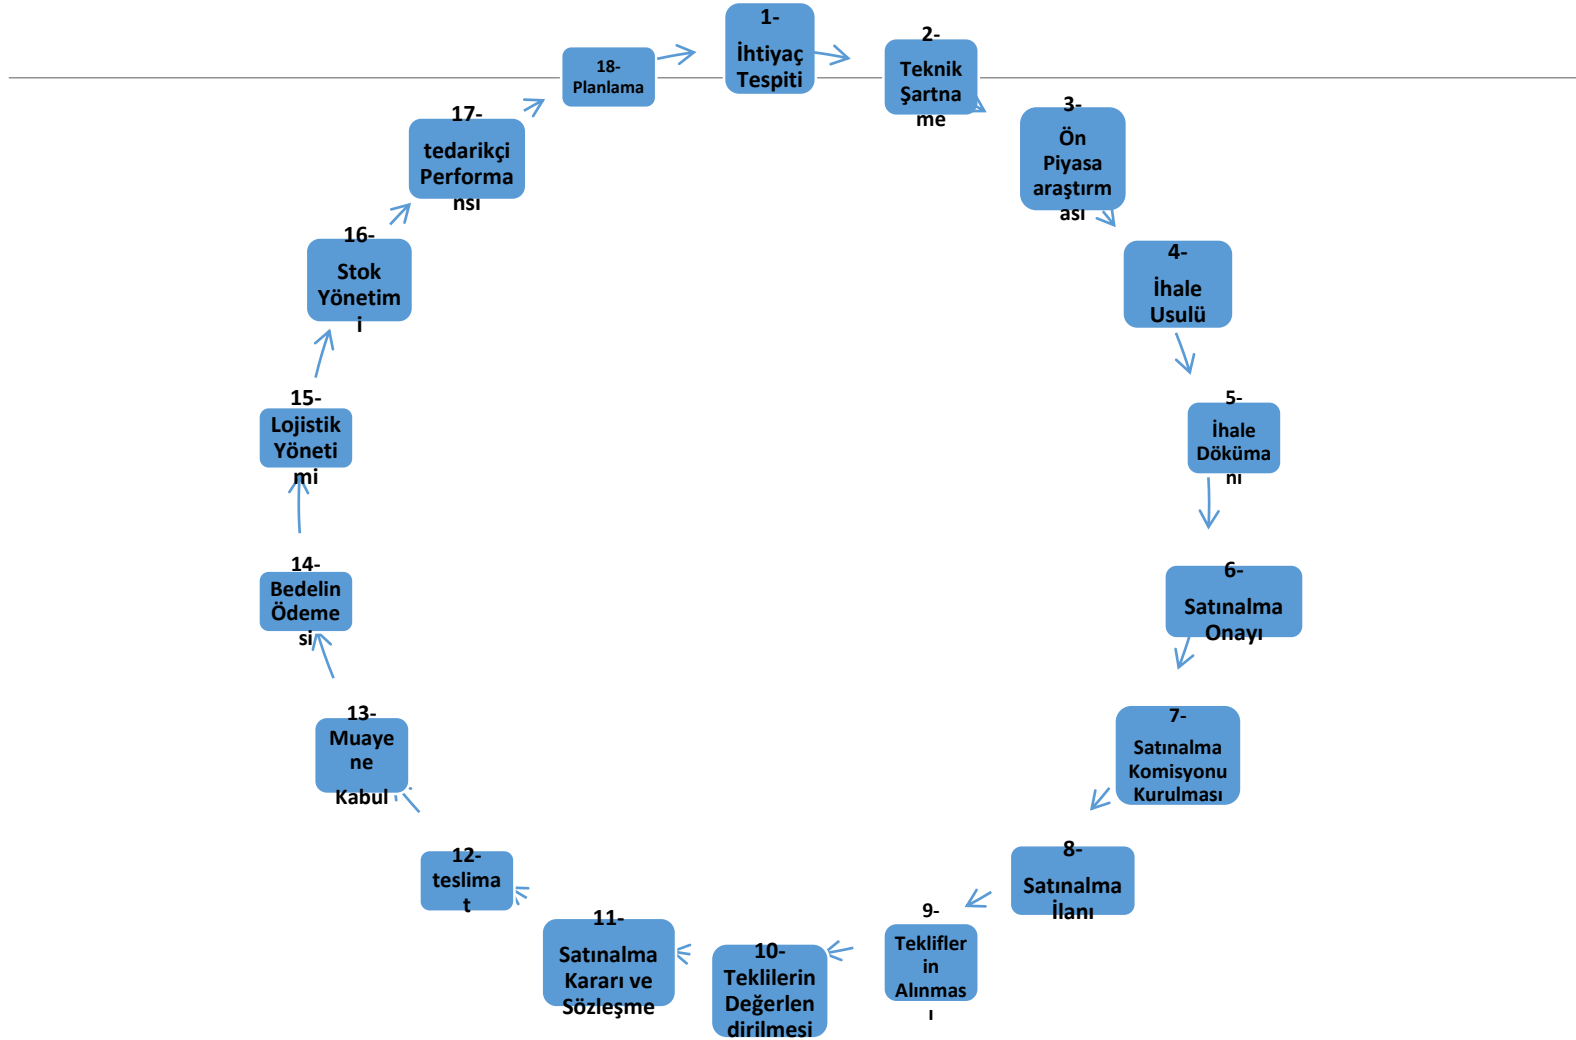 1-
İhtiyaç
Tespiti
2-
Teknik
Şartna
me
3-
Ön
Piyasa
araştırm
ası
4-
İhale
Usulü
5-
İhale
Döküma
nı
6-
Satınalma
Onayı
7-
Satınalma
Komisyonu
Kurulması
8-
Satınalma
İlanı
9-
Teklifler
in
Alınmas
ı
10-
Teklilerin
Değerlen
dirilmesi
11-
Satınalma
Kararı ve
Sözleşme
12-
teslima
t
13-
Muaye
ne
Kabul
14-
Bedelin
Ödeme
si
15-
Lojistik
Yöneti
mi
16-
Stok
Yönetim
i
17-
tedarikçi
Performa
nsı
18-
Planlama